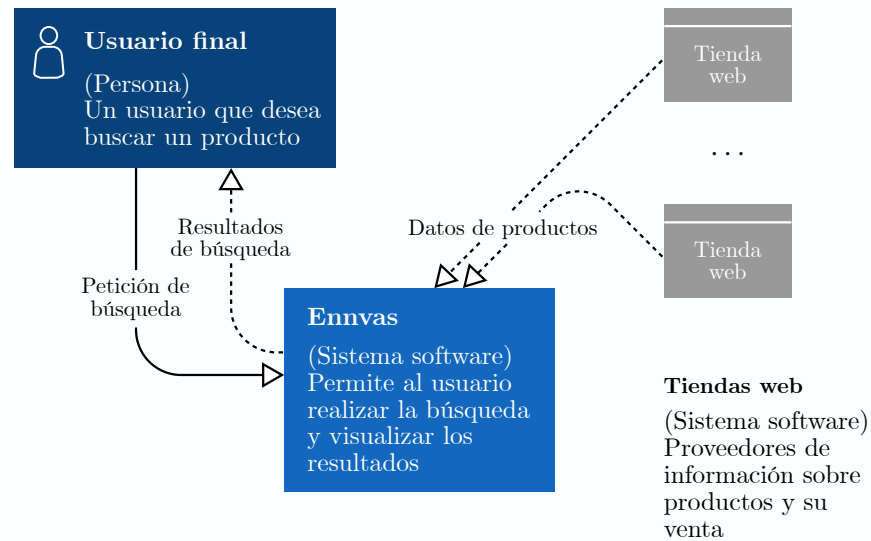 Usuario final
(Persona)
Un usuario que desea
buscar un producto
Tienda
web
...
Tienda
web
Resultados
de búsqueda
Datos de productos
Petición de
búsqueda
Ennvas
(Sistema software)
Permite al usuario
realizar la búsqueda
y visualizar los
resultados
Tiendas web
(Sistema software)
Proveedores de
información sobre
productos y su
venta